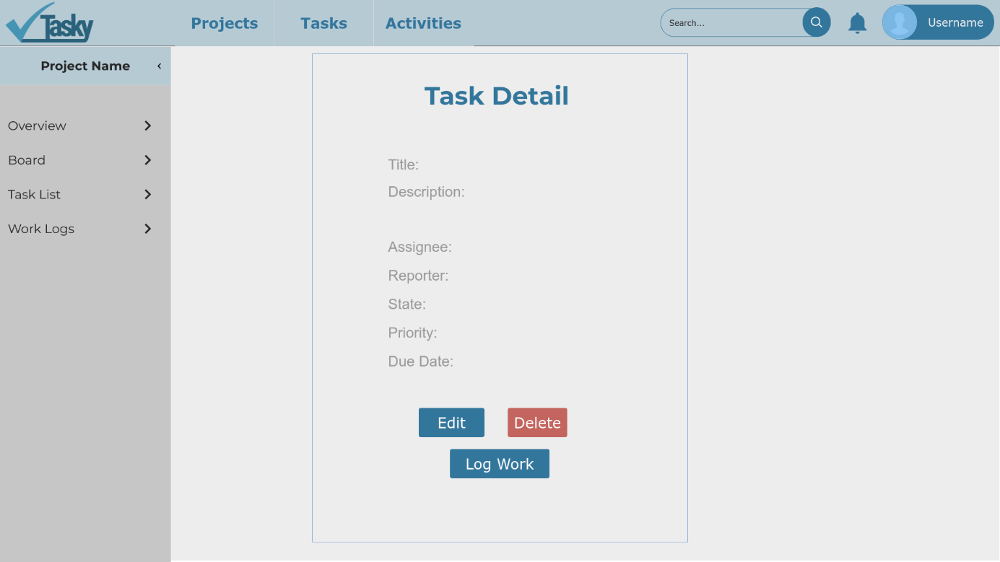 Tasky
Projects
Tasks
Activities
Search...
Username
Project Name
Overview
Board
Task List
Work Logs
Task Detail
Title:
Description:
Assignee:
Reporter:
State:
Priority:
Due Date:
Edit
Delete
Log Work